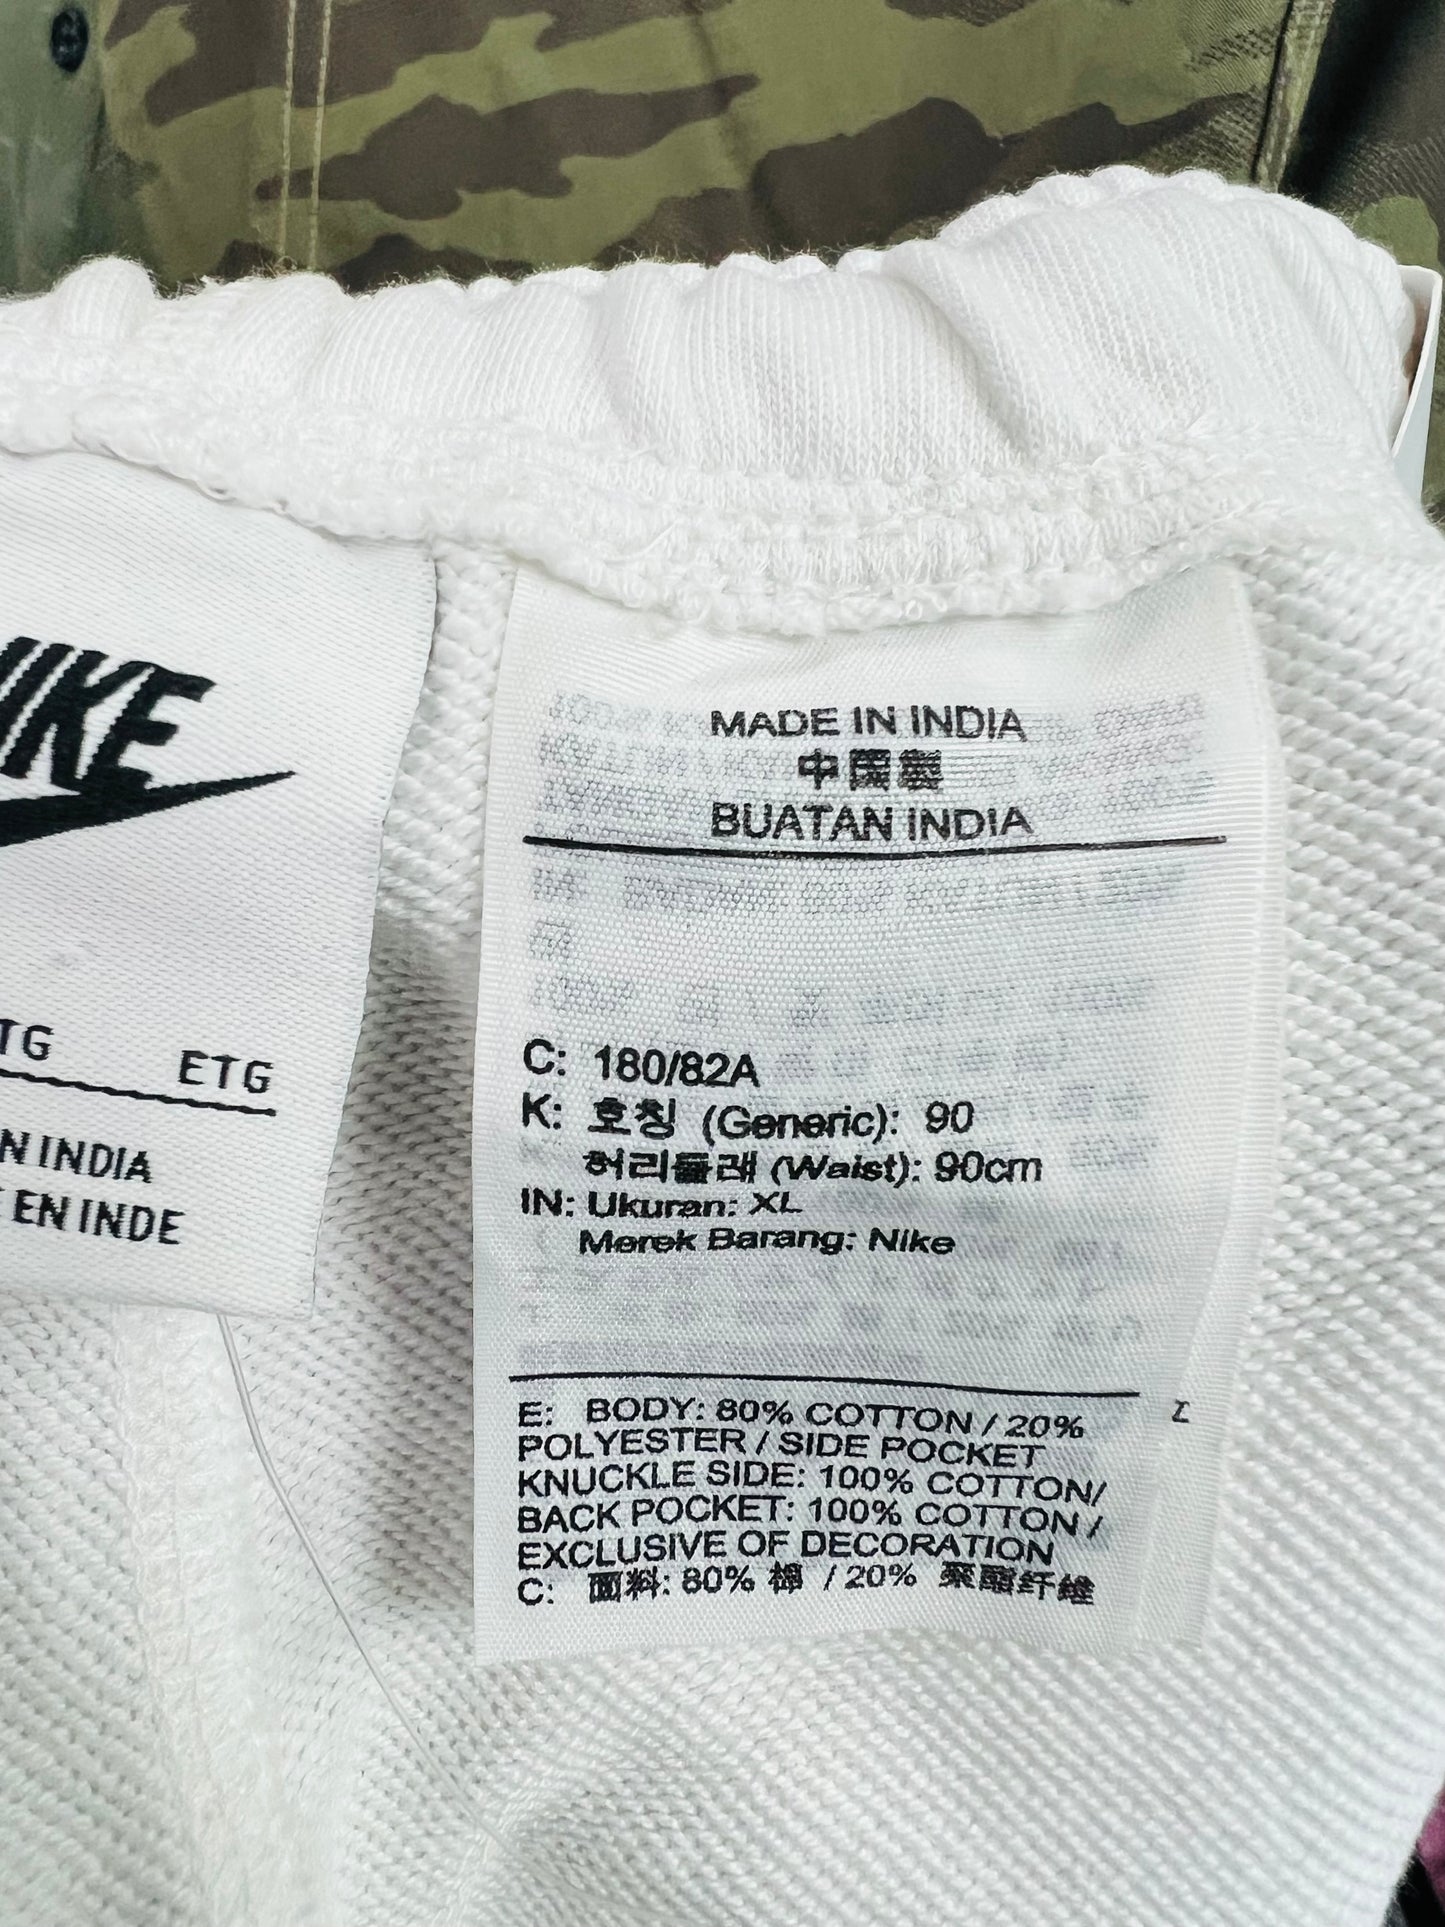 NIKE
TG ETG
N INDIA
EN INDE
MADE IN INDIA
中國製
BUATAN INDIA
C: 180/82A
K: 호칭 (Generic): 90
허리둘레 (Waist): 90cm
IN: Ukuran: XL
Merek Barang: Nike
E: BODY: 80% COTTON / 20%
POLYESTER / SIDE POCKET
KNUCKLE SIDE: 100% COTTON/
BACK POCKET: 100% COTTON /
EXCLUSIVE OF DECORATION
C: 面料: 80% 棉 / 20% 聚酯纤维